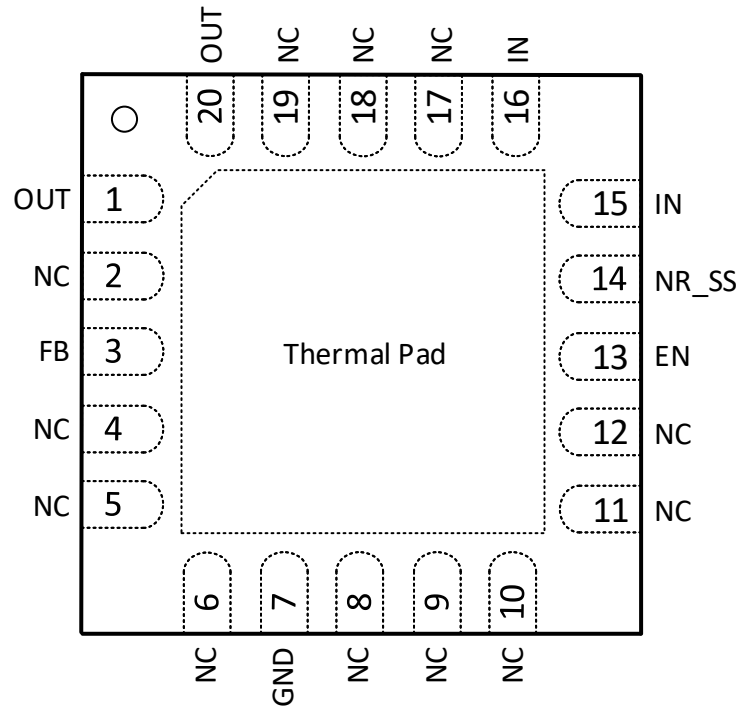 OUT NC NC NC IN
20 19 18 17 16
OUT 1 15 IN
NC 2 14 NR_SS
FB 3 Thermal Pad 13 EN
NC 4 12 NC
NC 5 11 NC
6 7 8 9 10
NC GND NC NC NC